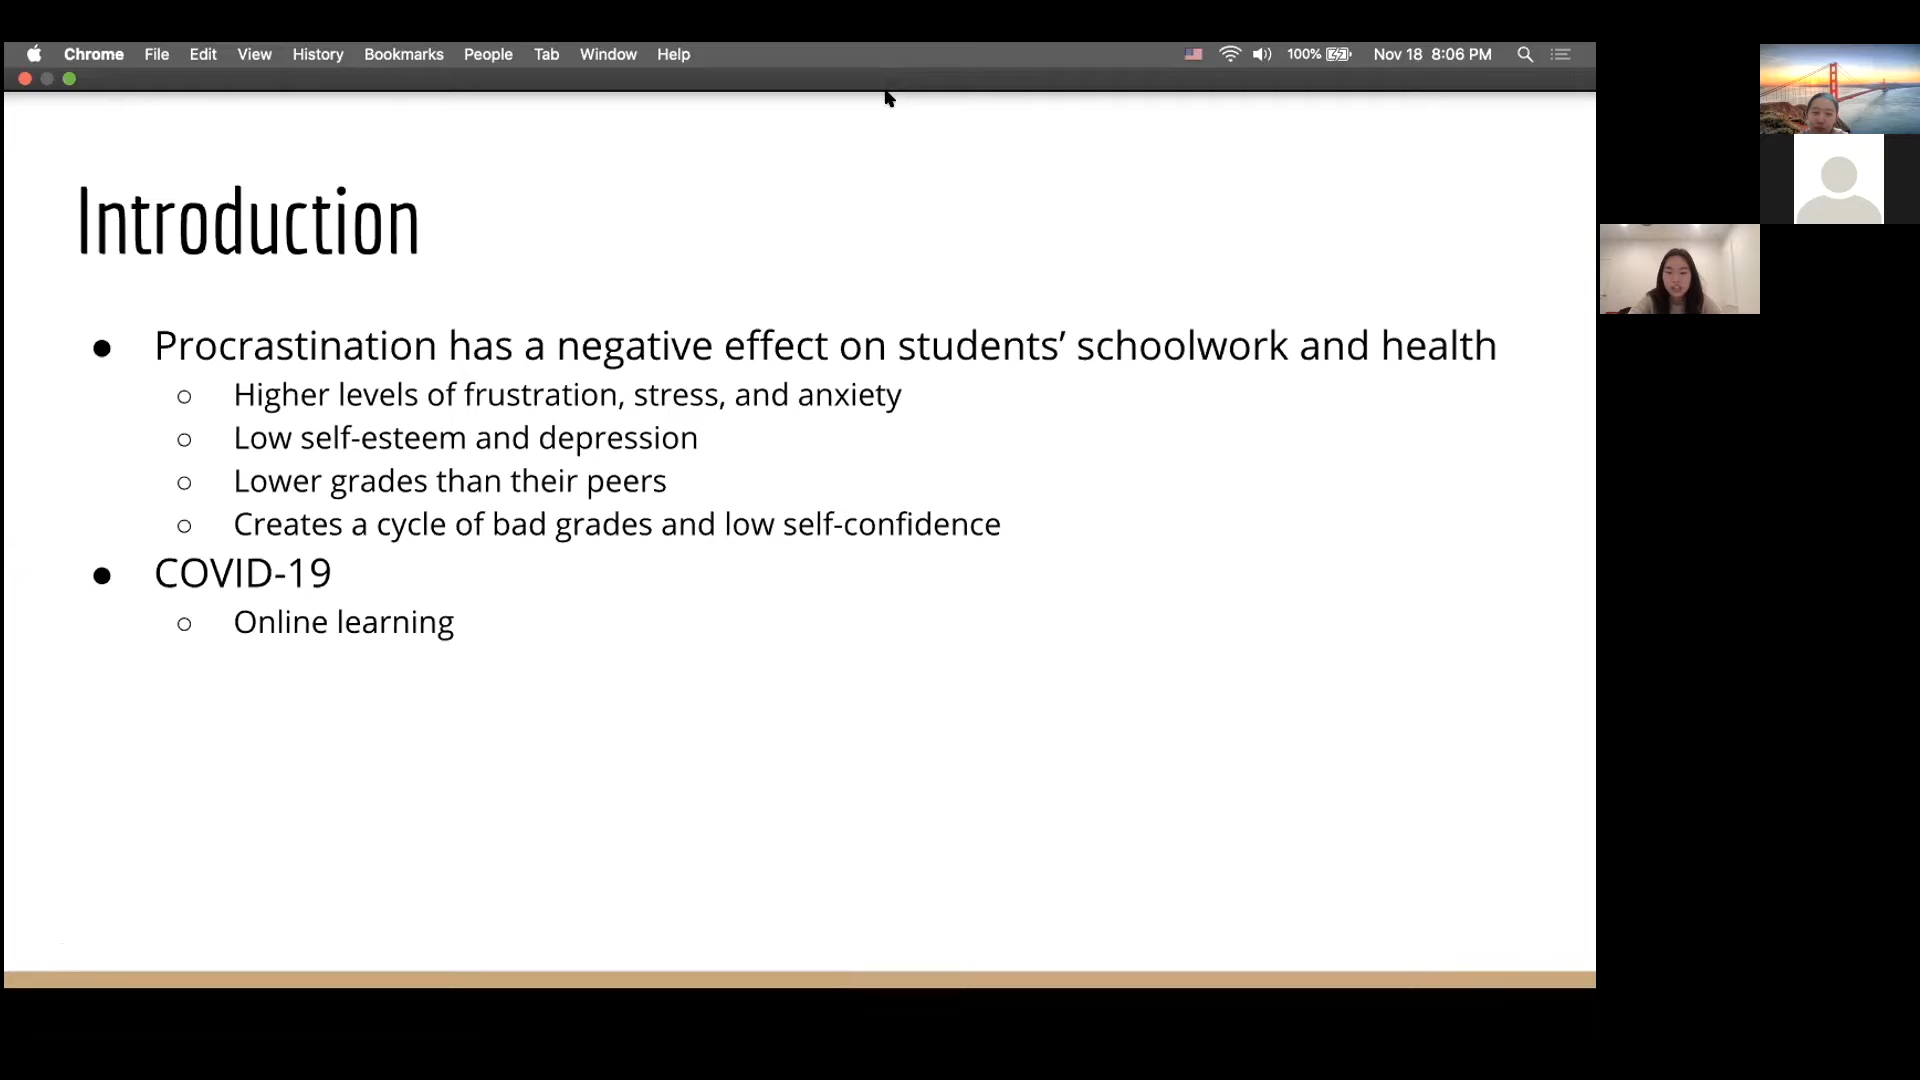 Chrome File Edit View History Bookmarks People Tab Window Help 100% Nov 18 8:06 PM
Introduction
● Procrastination has a negative effect on students’ schoolwork and health
○ Higher levels of frustration, stress, and anxiety
○ Low self-esteem and depression
○ Lower grades than their peers
○ Creates a cycle of bad grades and low self-confidence
● COVID-19
○ Online learning